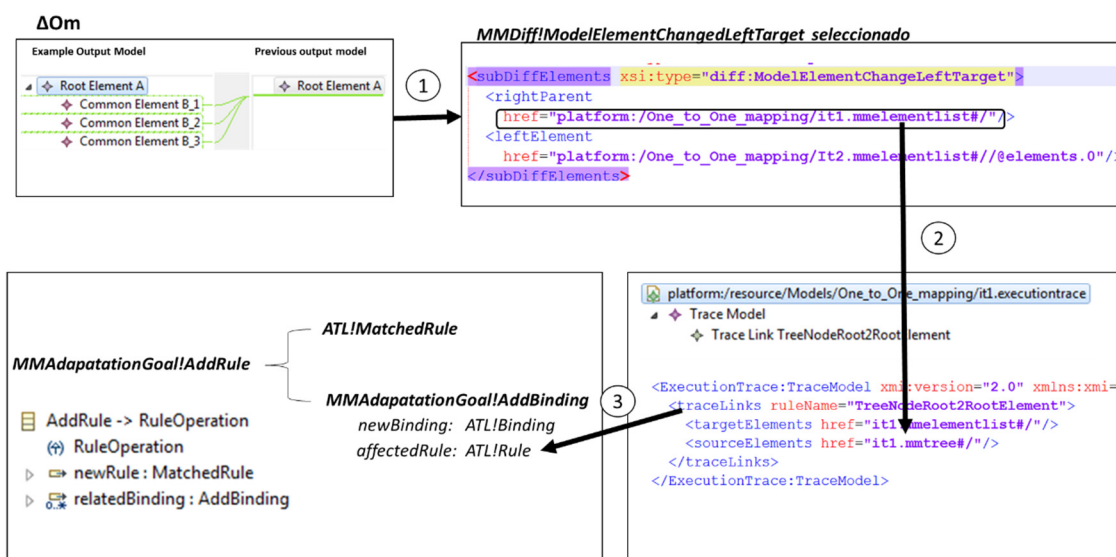 ΔOm
Example Output Model
Previous output model
Root Element A
Common Element B_1
Common Element B_2
Common Element B_3
Root Element A
1
MMDiff!ModelElementChangedLeftTarget seleccionado
<subDiffElements xsi:type="diff:ModelElementChangeLeftTarget">
<rightParent
href="platform:/One_to_One_mapping/it1.mmelementlist#/"/>
<leftElement
href="platform:/One_to_One_mapping/It2.mmelementlist#//@elements.0"/
</subDiffElements>
2
MMAdapatationGoal!AddRule
ATL!MatchedRule
MMAdapatationGoal!AddBinding
newBinding: ATL!Binding
affectedRule: ATL!Rule
AddRule -> RuleOperation
RuleOperation
newRule : MatchedRule
0..*
relatedBinding : AddBinding
3
platform:/resource/Models/One_to_One_mapping/it1.executiontrace
Trace Model
Trace Link TreeNodeRoot2RootElement
<ExecutionTrace:TraceModel xmi:version="2.0" xmlns:xmi=
<traceLinks ruleName="TreeNodeRoot2RootElement">
<targetElements href="it1.mmelementlist#/"/>
<sourceElements href="it1.mmtree#/"/>
</traceLinks>
</ExecutionTrace:TraceModel>